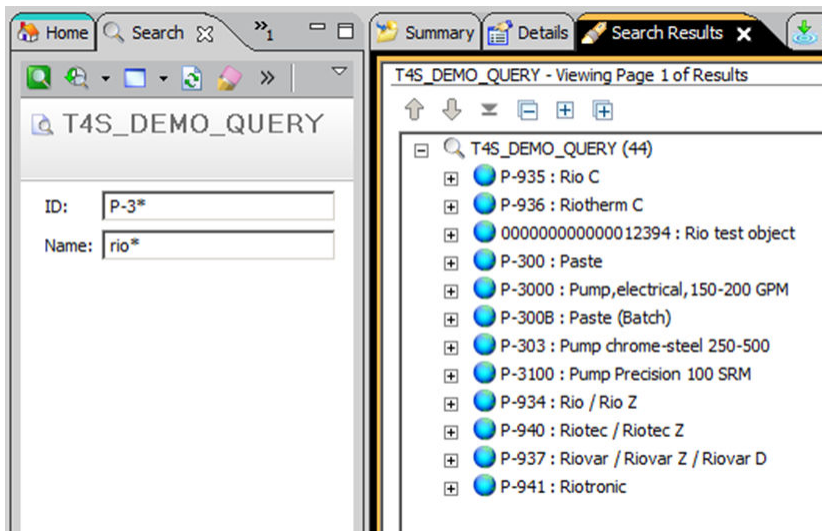 Home
Search
»1
T4S_DEMO_QUERY
ID: P-3*
Name: rio*
Summary
Details
Search Results
T4S_DEMO_QUERY - Viewing Page 1 of Results
T4S_DEMO_QUERY (44)
P-935 : Rio C
P-936 : Riotherm C
000000000000012394 : Rio test object
P-300 : Paste
P-3000 : Pump,electrical,150-200 GPM
P-300B : Paste (Batch)
P-303 : Pump chrome-steel 250-500
P-3100 : Pump Precision 100 SRM
P-934 : Rio / Rio Z
P-940 : Riotec / Riotec Z
P-937 : Riovar / Riovar Z / Riovar D
P-941 : Riotronic